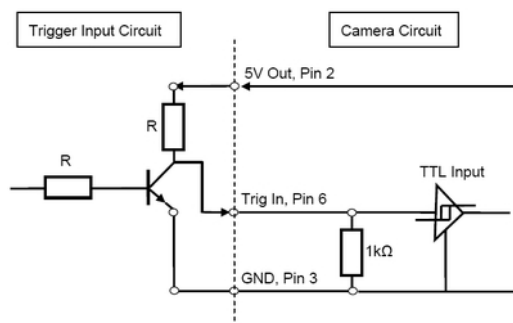 Trigger Input Circuit
Camera Circuit
5V Out, Pin 2
R
R
TTL Input
Trig In, Pin 6
1kΩ
GND, Pin 3